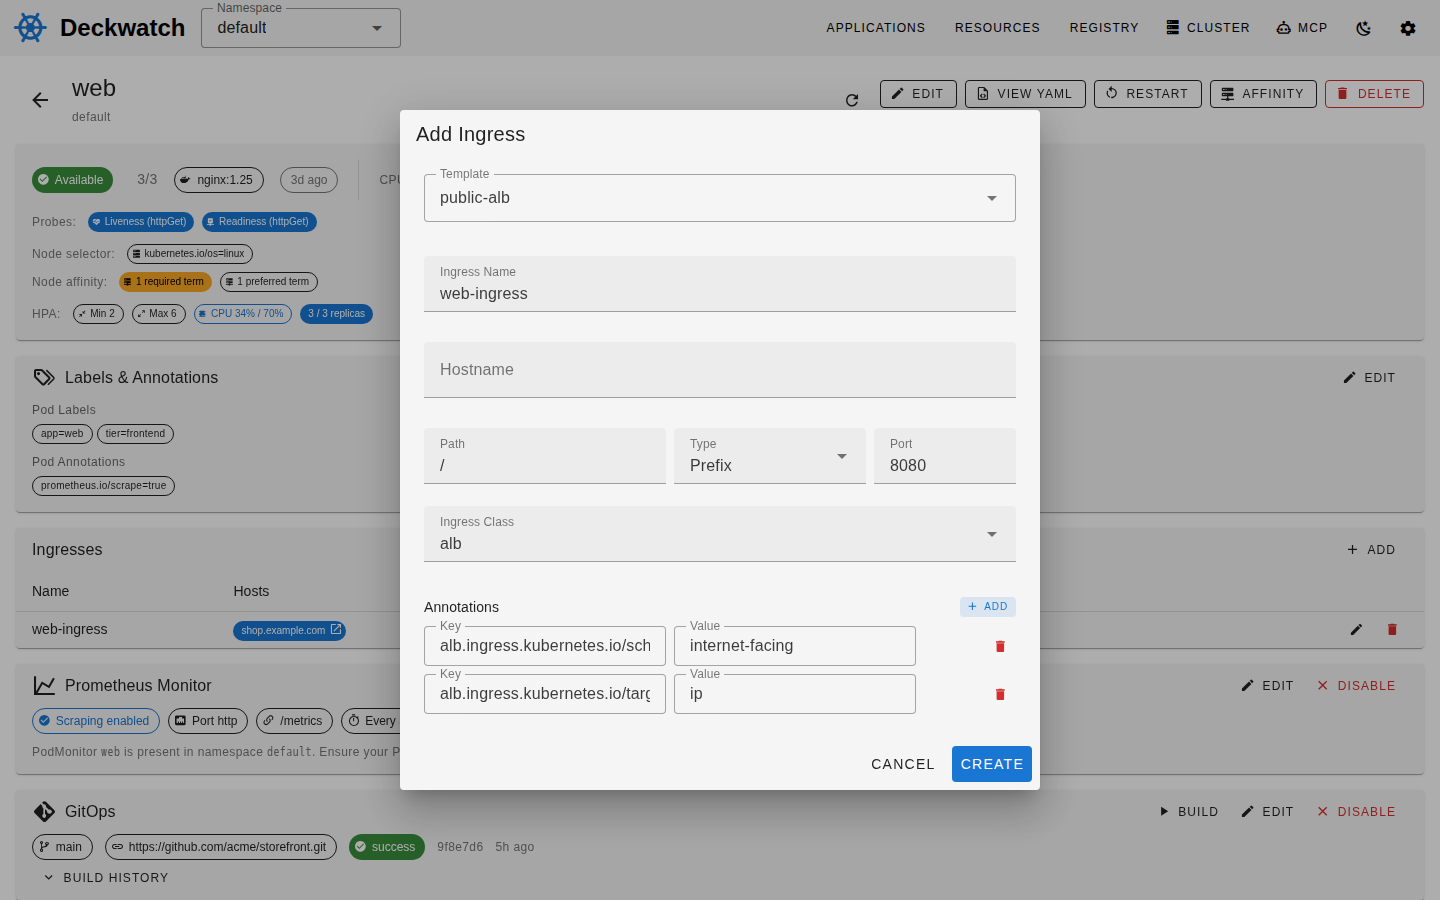 Deckwatch
Namespace
default
APPLICATIONS
RESOURCES
REGISTRY
CLUSTER
MCP
web
default
EDIT
VIEW YAML
RESTART
AFFINITY
DELETE
Available
3/3
nginx:1.25
3d ago
CPU
Probes:
Liveness (httpGet)
Readiness (httpGet)
Node selector:
kubernetes.io/os=linux
Node affinity:
1 required term
1 preferred term
HPA:
Min 2
Max 6
CPU 34% / 70%
3 / 3 replicas
Labels & Annotations
EDIT
Pod Labels
app=web
tier=frontend
Pod Annotations
prometheus.io/scrape=true
Ingresses
ADD
Name
Hosts
web-ingress
shop.example.com
Prometheus Monitor
EDIT
DISABLE
Scraping enabled
Port http
/metrics
Every
PodMonitor web is present in namespace default. Ensure your P
GitOps
BUILD
EDIT
DISABLE
main
https://github.com/acme/storefront.git
success
9f8e7d6
5h ago
BUILD HISTORY
Add Ingress
Template
public-alb
Ingress Name
web-ingress
Hostname
Path
/
Type
Prefix
Port
8080
Ingress Class
alb
Annotations
ADD
Key
alb.ingress.kubernetes.io/sch
Value
internet-facing
Key
alb.ingress.kubernetes.io/targ
Value
ip
CANCEL
CREATE